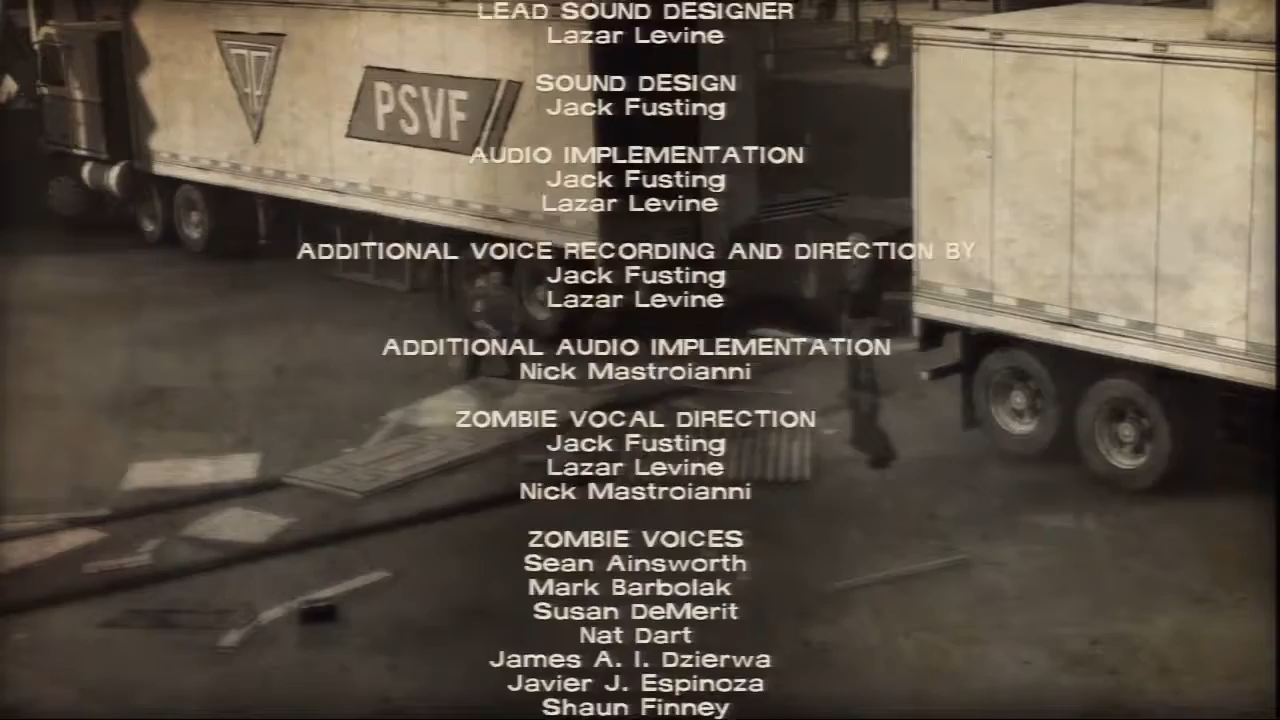 LEAD SOUND DESIGNER
Lazar Levine
SOUND DESIGN
Jack Fusting
PSVF
AUDIO IMPLEMENTATION
Jack Fusting
Lazar Levine
ADDITIONAL VOICE RECORDING AND DIRECTION BY
Jack Fusting
Lazar Levine
ADDITIONAL AUDIO IMPLEMENTATION
Nick Mastroianni
ZOMBIE VOCAL DIRECTION
Jack Fusting
Lazar Levine
Nick Mastroianni
ZOMBIE VOICES
Sean Ainsworth
Mark Barbolak
Susan DeMerit
Nat Dart
James A. I. Dzierwa
Javier J. Espinoza
Shaun Finney